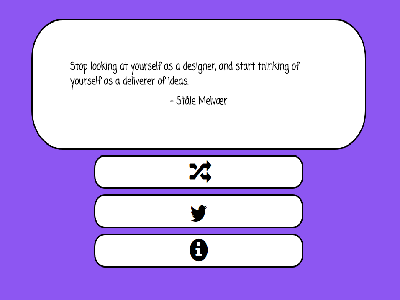 Stop looking at yourself as a designer, and start thinking of
yourself as a deliverer of ideas.
- Ståle Melvær